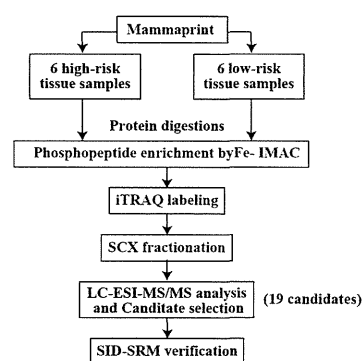 Mammaprint
6 high-risk
tissue samples
6 low-risk
tissue samples
Protein digestions
Phosphopeptide enrichment byFe- IMAC
iTRAQ labeling
SCX fractionation
LC-ESI-MS/MS analysis
and Canditate selection
(19 candidates)
SID-SRM verification